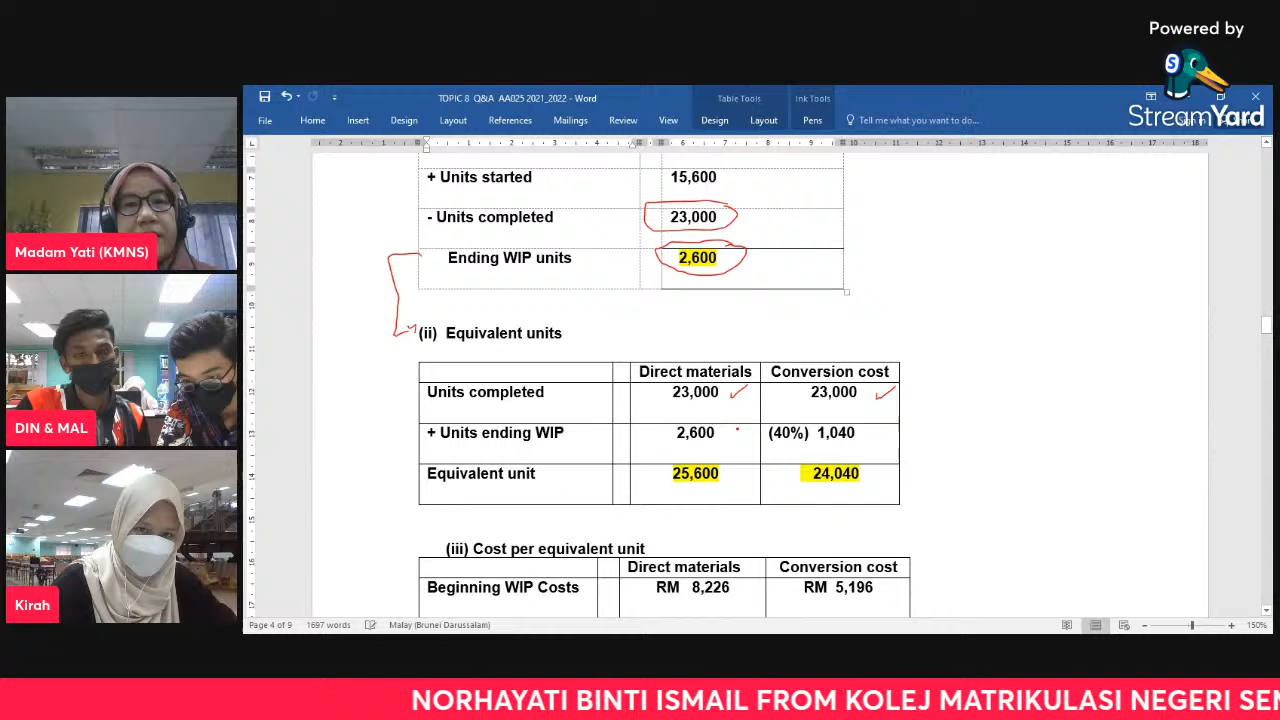 Powered by
StreamYard
TOPIC 8 Q&A AA025 2021_2022 - Word
Table Tools
Ink Tools
File
Home
Insert
Design
Layout
References
Mailings
Review
View
Design
Layout
Pens
Tell me what you want to do...
+ Units started 15,600
- Units completed 23,000
Ending WIP units 2,600
(ii) Equivalent units
Direct materials Conversion cost
Units completed 23,000 23,000
+ Units ending WIP 2,600 (40%) 1,040
Equivalent unit 25,600 24,040
(iii) Cost per equivalent unit
Direct materials Conversion cost
Beginning WIP Costs RM 8,226 RM 5,196
Page 4 of 9 1697 words Malay (Brunei Darussalam) 150%
Madam Yati (KMNS)
DIN & MAL
Kirah
NORHAYATI BINTI ISMAIL FROM KOLEJ MATRIKULASI NEGERI SEM